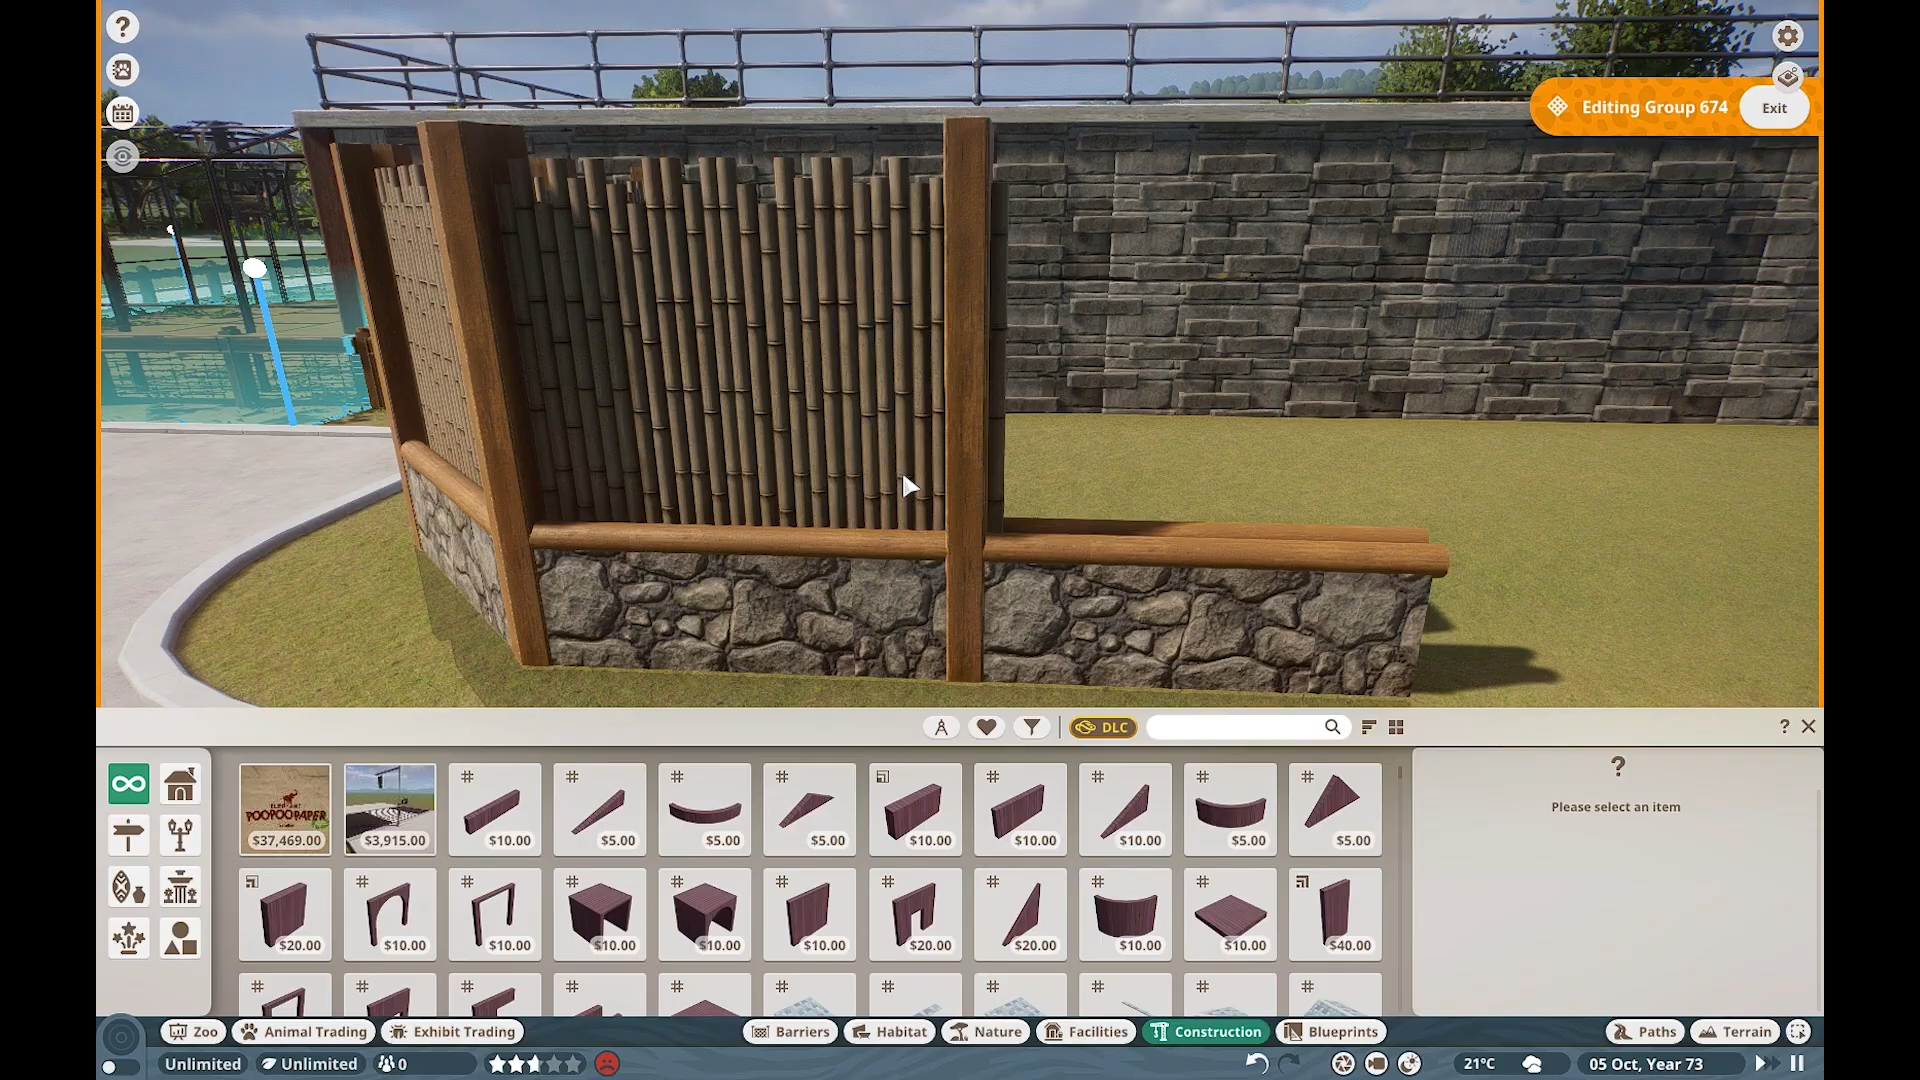 ?
Editing Group 674
Exit
DLC
?
ELEPHANT
POOPOO PAPER
$37,469.00
$3,915.00
$10.00
$5.00
$5.00
$5.00
$10.00
$10.00
$10.00
$5.00
$5.00
?
Please select an item
$20.00
$10.00
$10.00
$10.00
$10.00
$10.00
$20.00
$20.00
$10.00
$10.00
$40.00
Zoo
Animal Trading
Exhibit Trading
Barriers
Habitat
Nature
Facilities
Construction
Blueprints
Paths
Terrain
Unlimited
Unlimited
0
21°C
05 Oct, Year 73